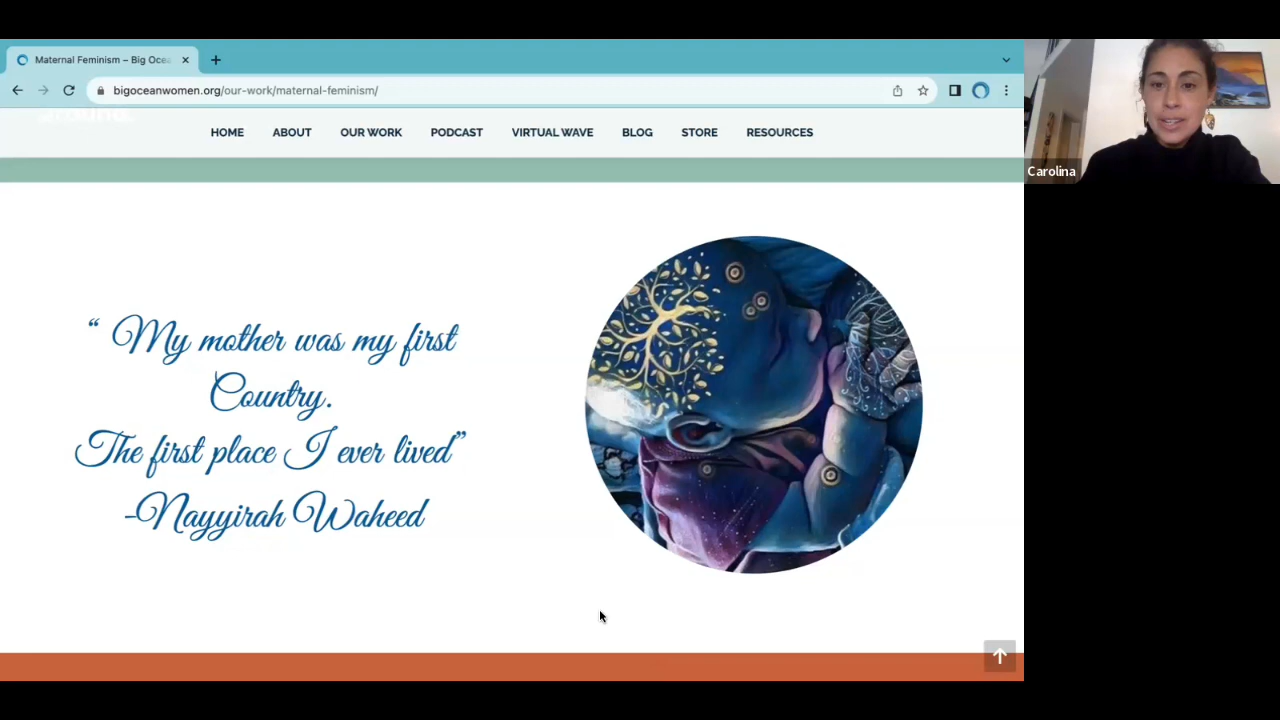 Maternal Feminism – Big Ocea
bigoceanwomen.org/our-work/maternal-feminism/
HOME ABOUT OUR WORK PODCAST VIRTUAL WAVE BLOG STORE RESOURCES
Carolina
“ My mother was my first
Country.
The first place I ever lived”
-Nayyirah Waheed